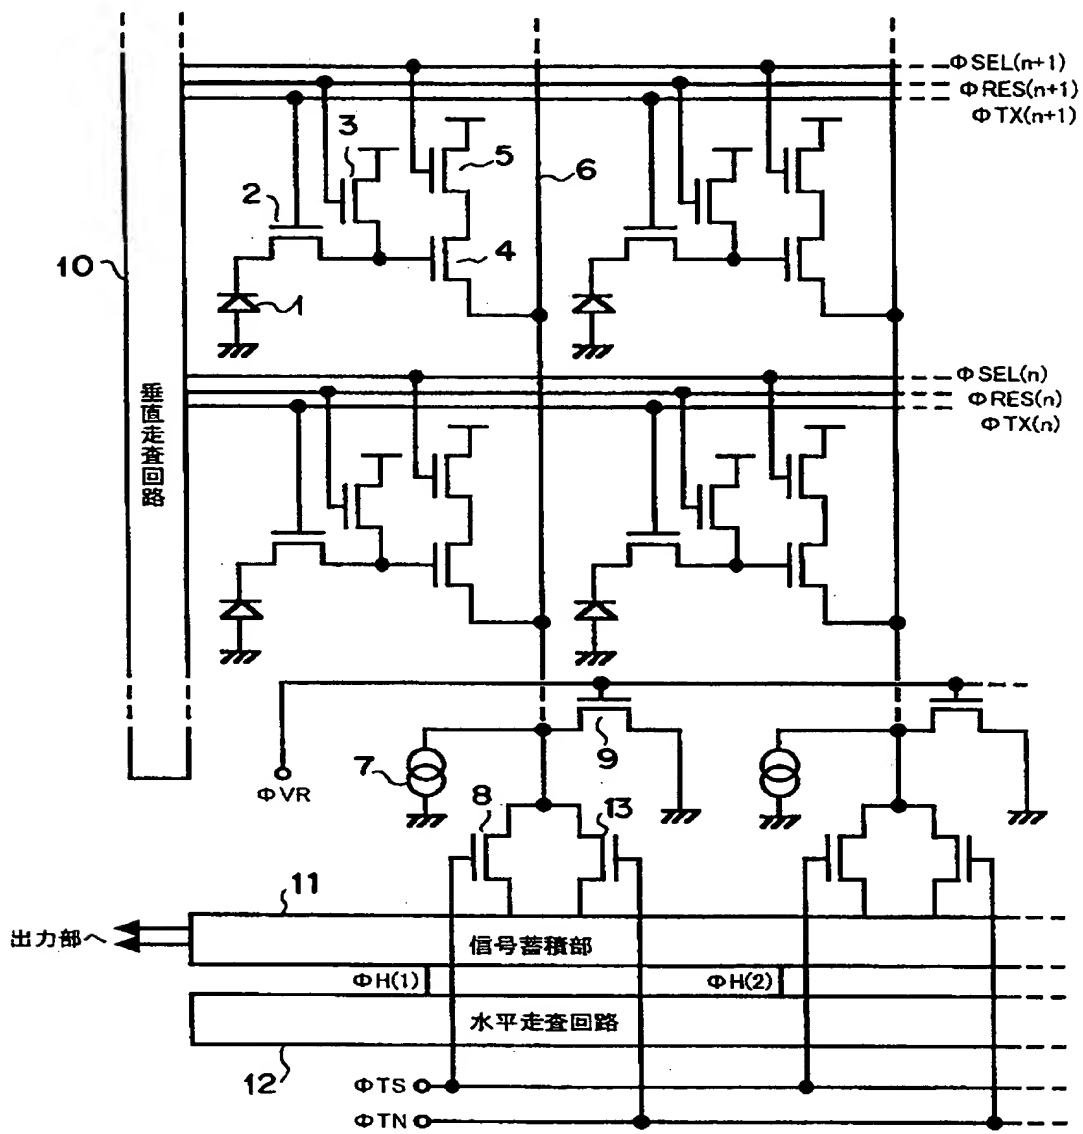 ΦSEL(n+1)
ΦRES(n+1)
ΦTX(n+1)
3
5
6
2
4
10
1
垂直走査回路
ΦSEL(n)
ΦRES(n)
ΦTX(n)
7
9
ΦVR
8
13
11
出力部へ
信号蓄積部
ΦH(1)
ΦH(2)
水平走査回路
12
ΦTS
ΦTN